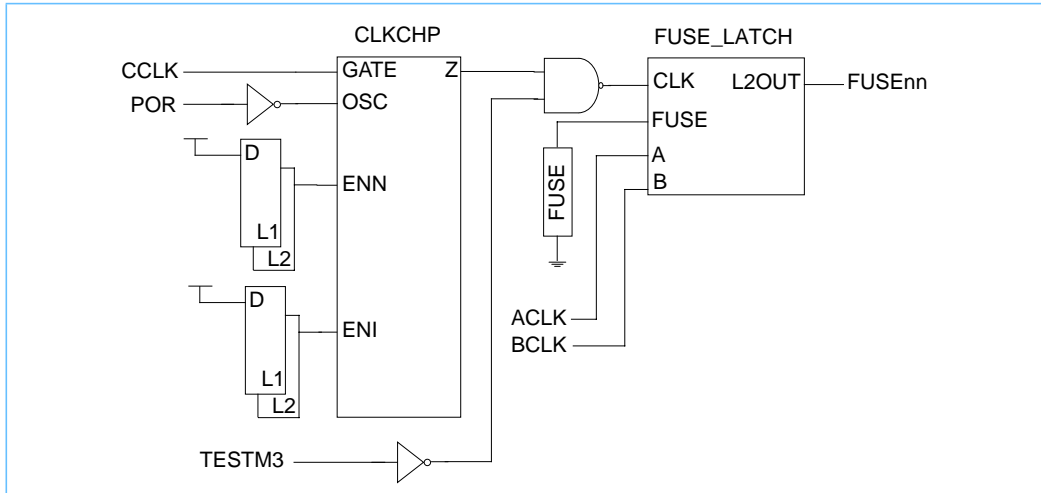 CLKCHP
FUSE_LATCH
CCLK
GATE
Z
CLK
L2OUT
FUSEnn
POR
OSC
FUSE
D
A
B
ENN
FUSE
L1
L2
D
ACLK
ENI
BCLK
L1
L2
TESTM3